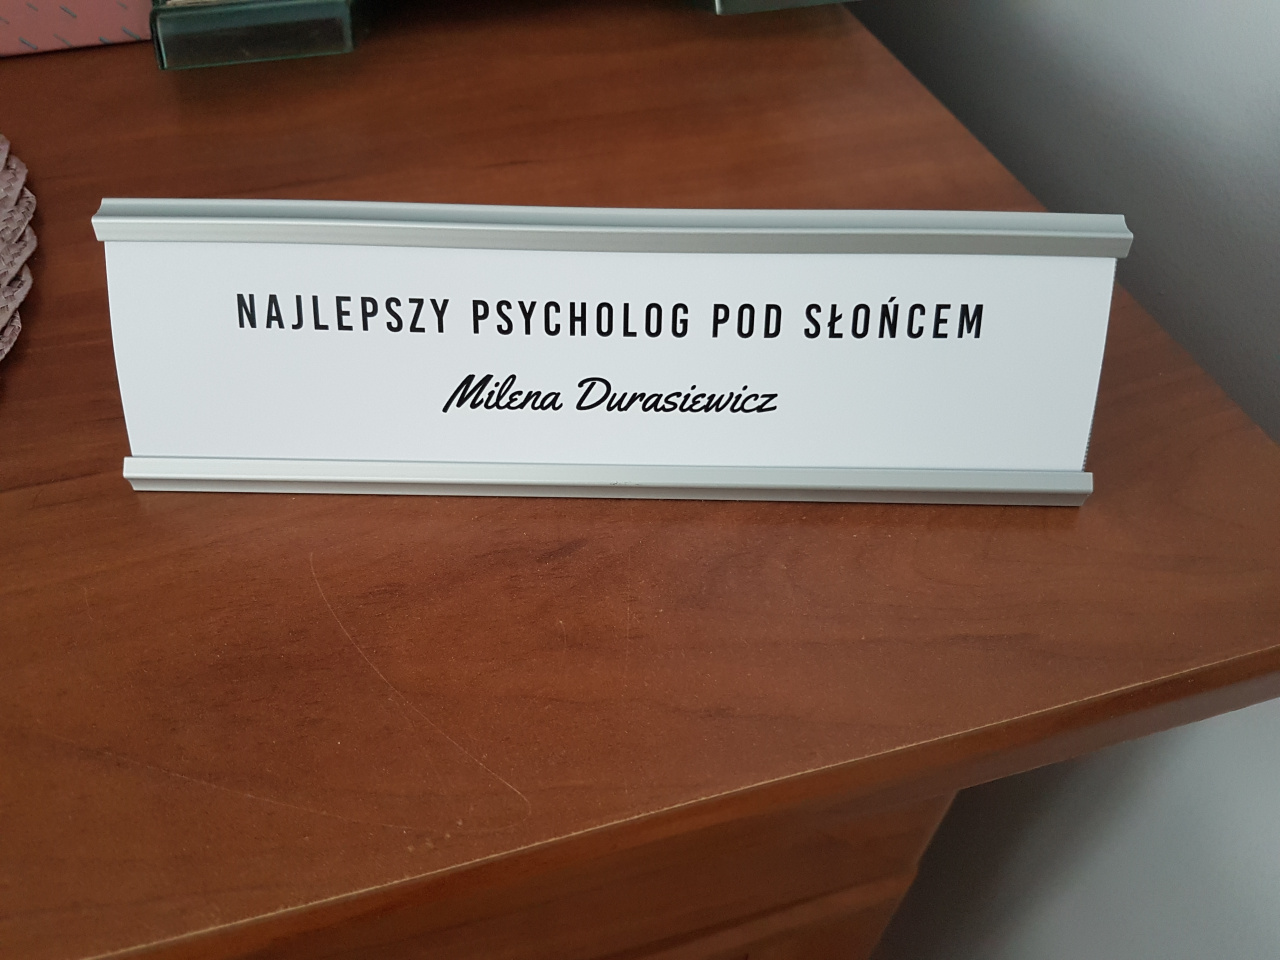 NAJLEPSZY PSYCHOLOG POD SŁOŃCEM
Milena Durasiewicz